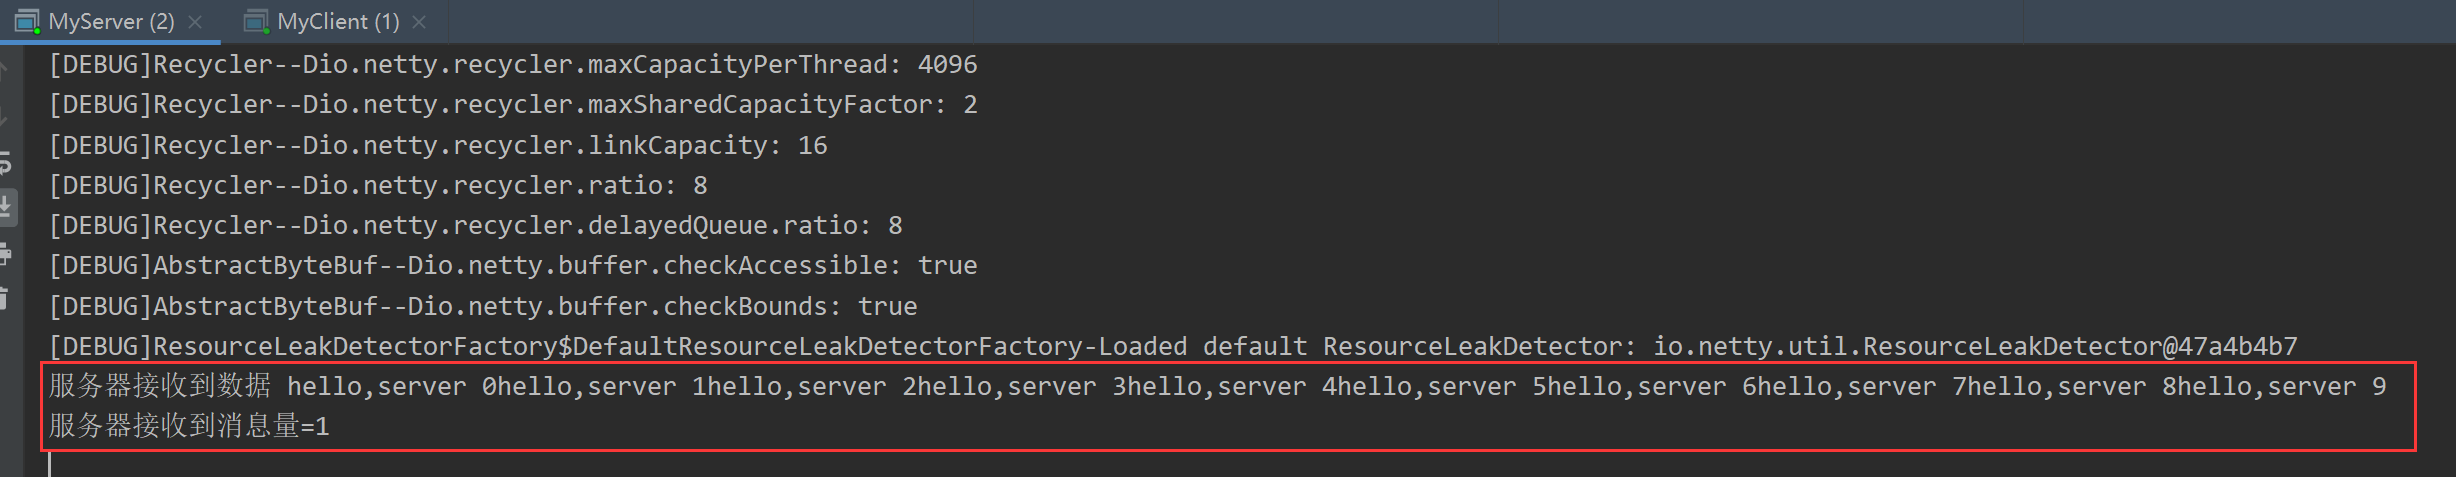 MyServer (2)
MyClient (1)
[DEBUG]Recycler--Dio.netty.recycler.maxCapacityPerThread: 4096
[DEBUG]Recycler--Dio.netty.recycler.maxSharedCapacityFactor: 2
[DEBUG]Recycler--Dio.netty.recycler.linkCapacity: 16
[DEBUG]Recycler--Dio.netty.recycler.ratio: 8
[DEBUG]Recycler--Dio.netty.recycler.delayedQueue.ratio: 8
[DEBUG]AbstractByteBuf--Dio.netty.buffer.checkAccessible: true
[DEBUG]AbstractByteBuf--Dio.netty.buffer.checkBounds: true
[DEBUG]ResourceLeakDetectorFactory$DefaultResourceLeakDetectorFactory-Loaded default ResourceLeakDetector: io.netty.util.ResourceLeakDetector@47a4b4b7
服务器接收到数据 hello,server 0hello,server 1hello,server 2hello,server 3hello,server 4hello,server 5hello,server 6hello,server 7hello,server 8hello,server 9
服务器接收到消息量=1